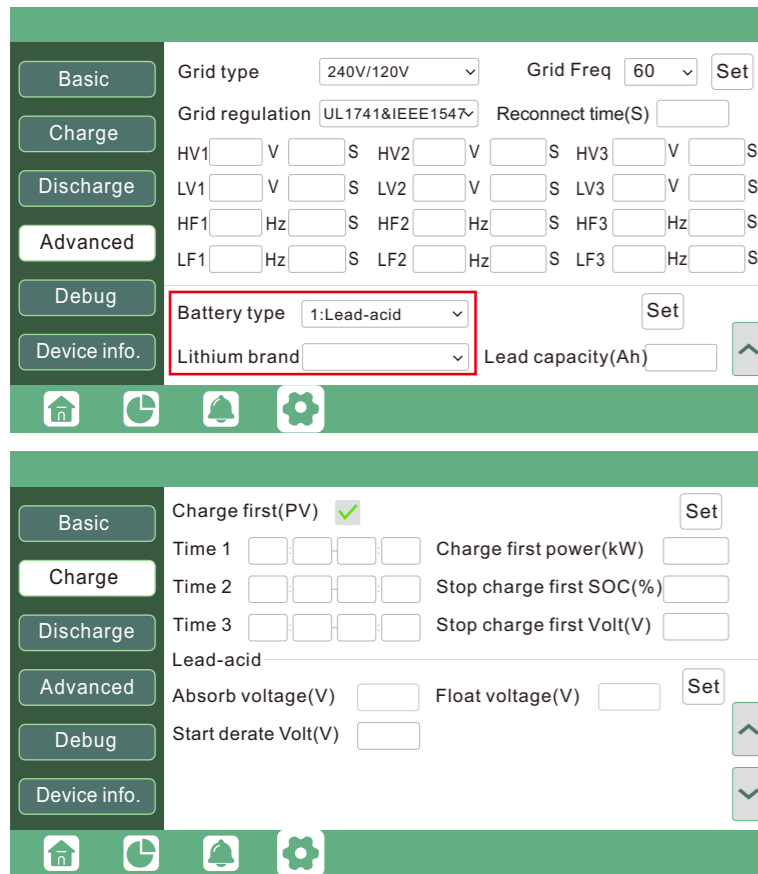 Basic
Charge
Discharge
Advanced
Debug
Device info.
Grid type 240V/120V Grid Freq 60 Set
Grid regulation UL1741&IEEE1547 Reconnect time(S)
HV1 V S HV2 V S HV3 V S
LV1 V S LV2 V S LV3 V S
HF1 Hz S HF2 Hz S HF3 Hz S
LF1 Hz S LF2 Hz S LF3 Hz S
Battery type 1:Lead-acid Set
Lithium brand Lead capacity(Ah)
Basic
Charge
Discharge
Advanced
Debug
Device info.
Charge first(PV) Set
Time 1 : - : Charge first power(kW)
Time 2 : - : Stop charge first SOC(%)
Time 3 : - : Stop charge first Volt(V)
Lead-acid
Absorb voltage(V) Float voltage(V) Set
Start derate Volt(V)